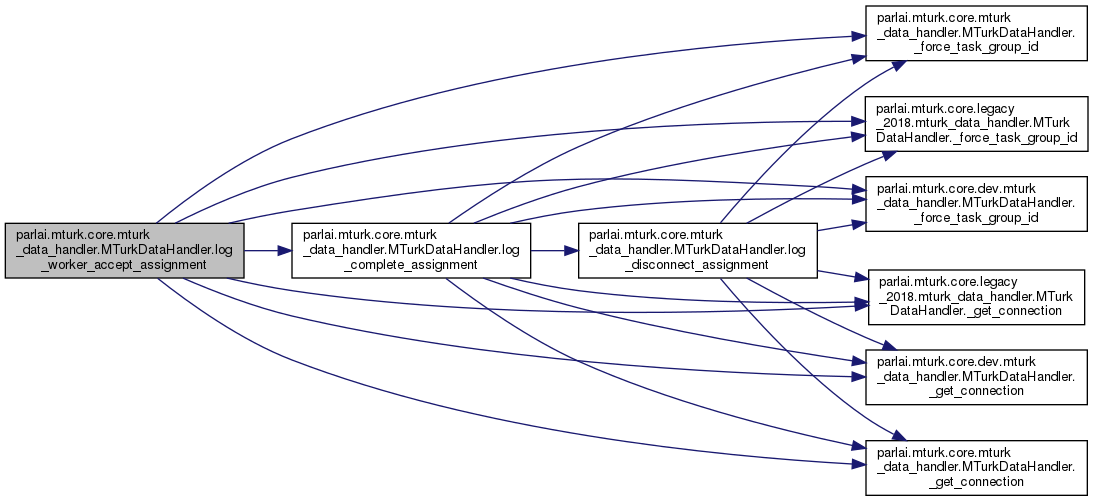 parlai.mturk.core.mturk
_data_handler.MTurkDataHandler.log
_worker_accept_assignment
parlai.mturk.core.mturk
_data_handler.MTurkDataHandler.log
_complete_assignment
parlai.mturk.core.mturk
_data_handler.MTurkDataHandler.log
_disconnect_assignment
parlai.mturk.core.mturk
_data_handler.MTurkDataHandler.
_force_task_group_id
parlai.mturk.core.legacy
_2018.mturk_data_handler.MTurk
DataHandler._force_task_group_id
parlai.mturk.core.dev.mturk
_data_handler.MTurkDataHandler.
_force_task_group_id
parlai.mturk.core.legacy
_2018.mturk_data_handler.MTurk
DataHandler._get_connection
parlai.mturk.core.dev.mturk
_data_handler.MTurkDataHandler.
_get_connection
parlai.mturk.core.mturk
_data_handler.MTurkDataHandler.
_get_connection